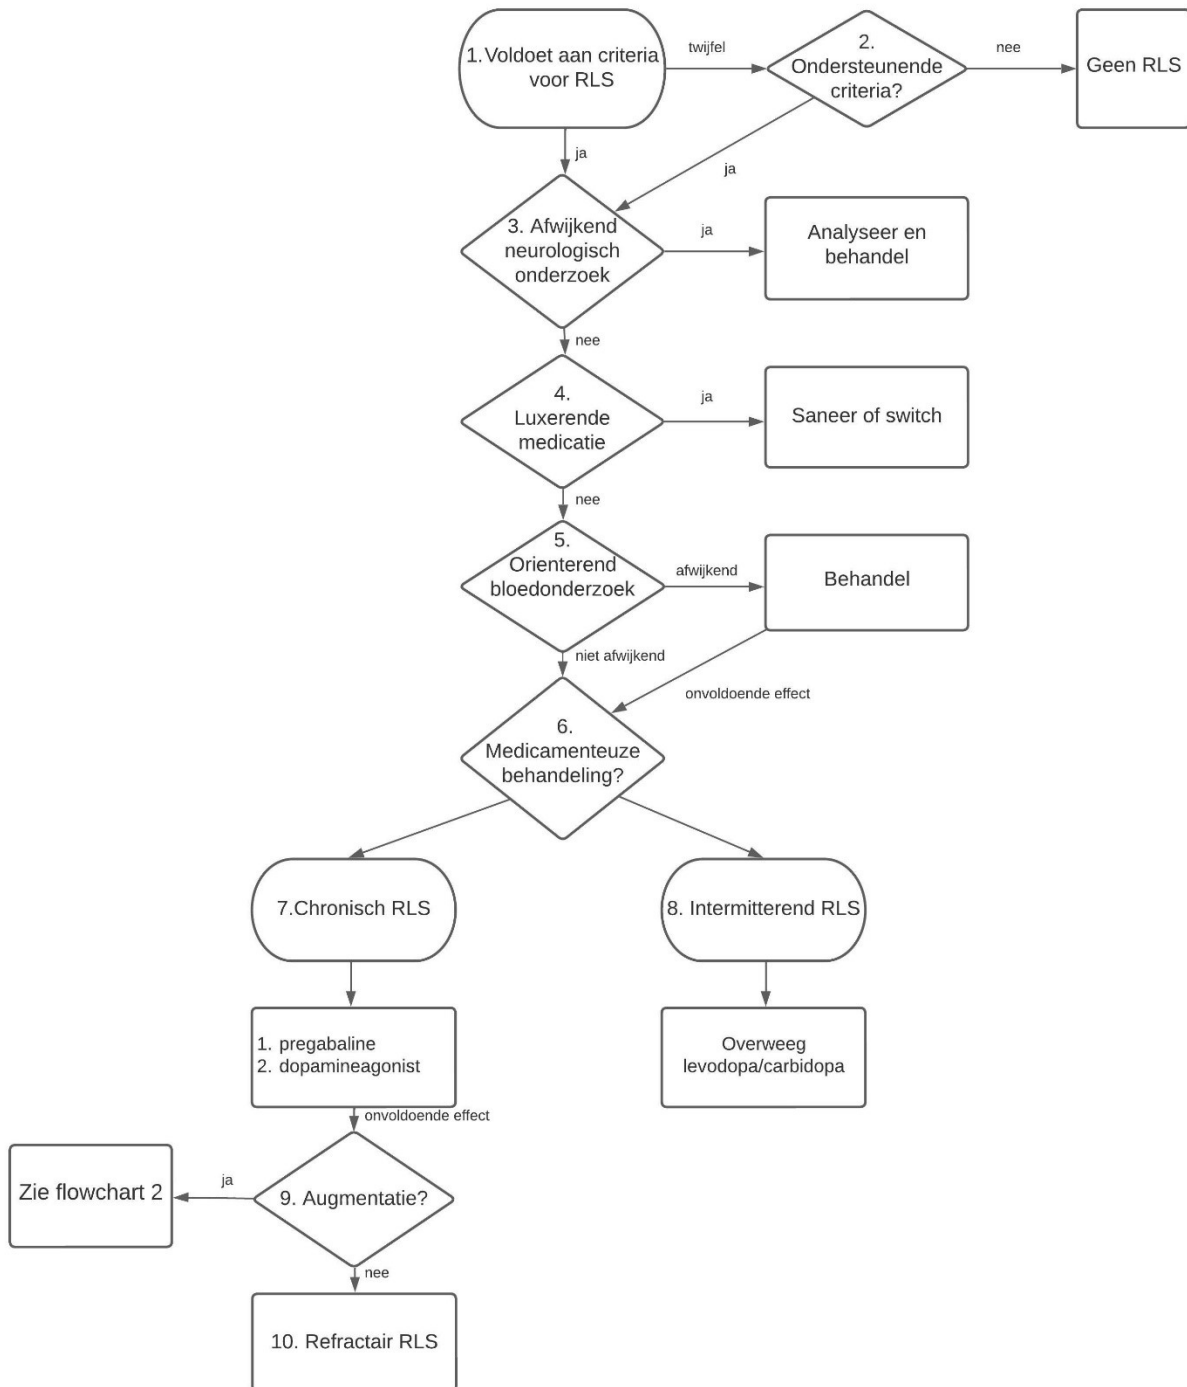 1.Voldoet aan criteria
voor RLS
twijfel
2.
Ondersteunende
criteria?
nee
Geen RLS
ja
ja
3. Afwijkend
neurologisch
onderzoek
ja
Analyseer en
behandel
nee
4.
Luxerende
medicatie
ja
Saneer of switch
nee
5.
Orienterend
bloedonderzoek
afwijkend
Behandel
niet afwijkend
onvoldoende effect
6.
Medicamenteuze
behandeling?
7.Chronisch RLS
8. Intermitterend RLS
1. pregabaline
2. dopamineagonist
Overweeg
levodopa/carbidopa
onvoldoende effect
9. Augmentatie?
ja
Zie flowchart 2
nee
10. Refractair RLS